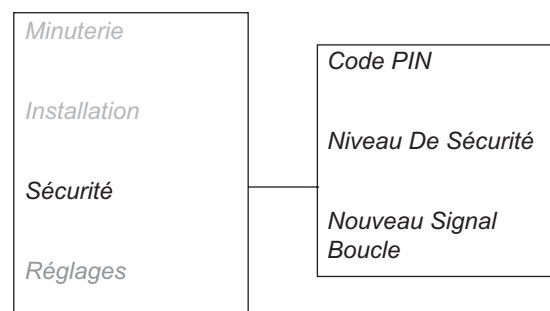 Minuterie
Installation
Sécurité
Réglages
Code PIN
Niveau De Sécurité
Nouveau Signal
Boucle